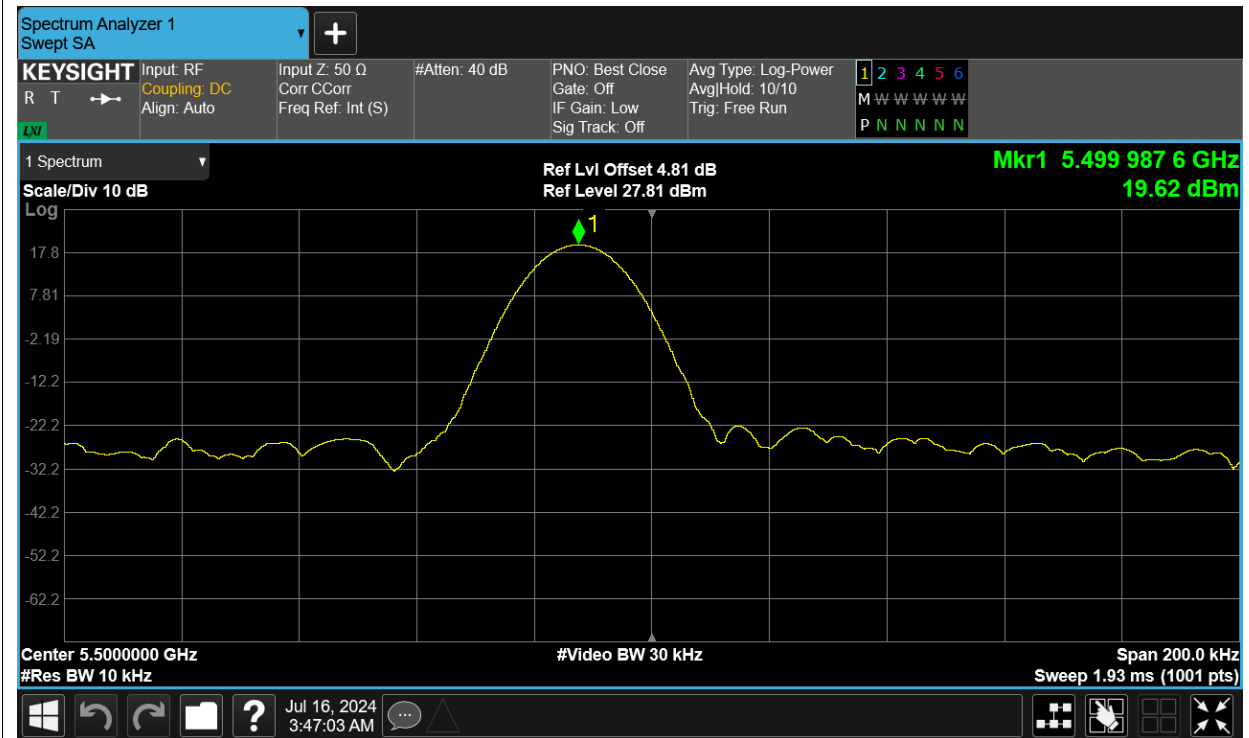 Spectrum Analyzer 1
Swept SA
+
KEYSIGHT
R T
LXI
Input: RF
Coupling: DC
Align: Auto
Input Z: 50 Ω
Corr CCorr
Freq Ref: Int (S)
#Atten: 40 dB
PNO: Best Close
Gate: Off
IF Gain: Low
Sig Track: Off
Avg Type: Log-Power
Avg|Hold: 10/10
Trig: Free Run
1 2 3 4 5 6
M W W W W W
P N N N N N
1 Spectrum
Scale/Div 10 dB
Ref Lvl Offset 4.81 dB
Ref Level 27.81 dBm
Mkr1 5.499 987 6 GHz
19.62 dBm
Log
1
17.8
7.81
-2.19
-12.2
-22.2
-32.2
-42.2
-52.2
-62.2
Center 5.5000000 GHz
#Res BW 10 kHz
#Video BW 30 kHz
Span 200.0 kHz
Sweep 1.93 ms (1001 pts)
?
Jul 16, 2024
3:47:03 AM